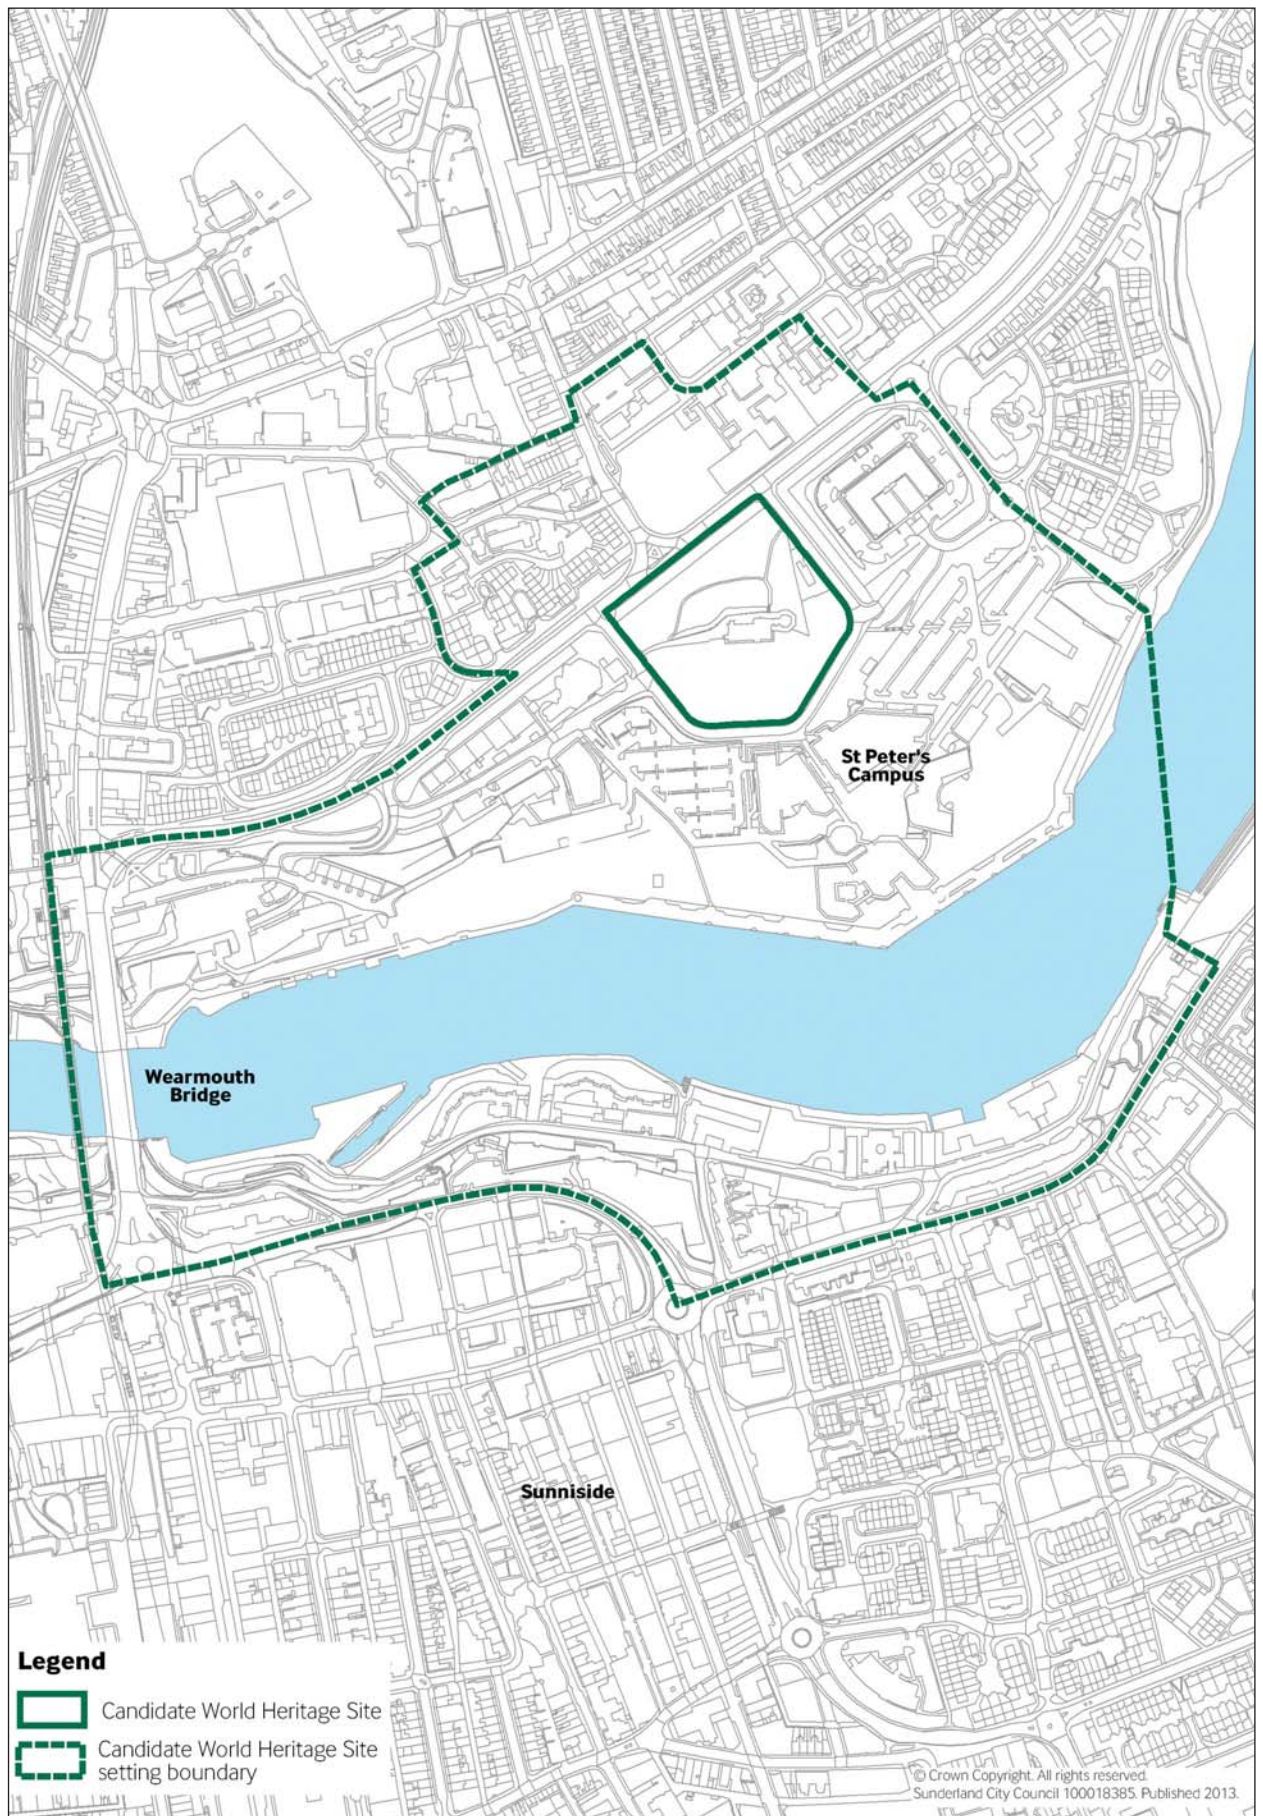 St Peter's
Campus
Wearmouth
Bridge
Sunniside
Legend
Candidate World Heritage Site
Candidate World Heritage Site
setting boundary
© Crown Copyright. All rights reserved.
Sunderland City Council 100018385. Published 2013.